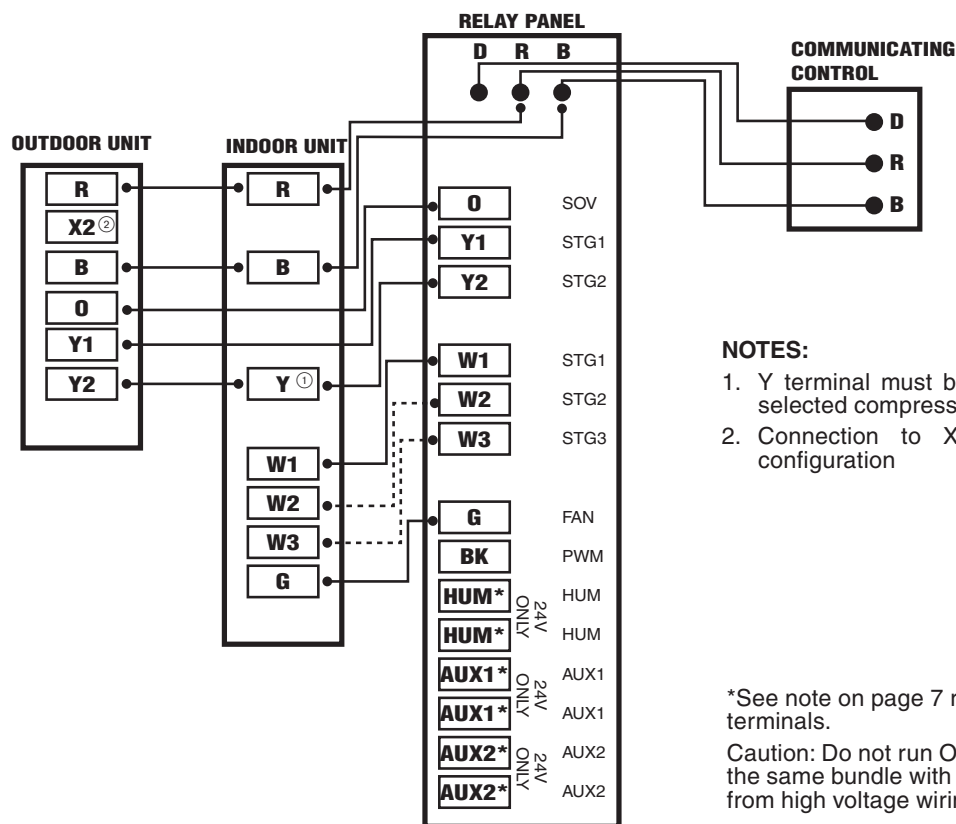 RELAY PANEL
D R B
COMMUNICATING
CONTROL
D
R
B
OUTDOOR UNIT
R
X2 ②
B
O
Y1
Y2
INDOOR UNIT
R
B
Y ①
W1
W2
W3
G
O SOV
Y1 STG1
Y2 STG2
W1 STG1
W2 STG2
W3 STG3
G FAN
BK PWM
HUM* HUM
24V
ONLY
HUM* HUM
AUX1* AUX1
24V
ONLY
AUX1* AUX1
AUX2* AUX2
24V
ONLY
AUX2* AUX2
NOTES:
1. Y terminal must b
selected compress
2. Connection to X
configuration
*See note on page 7 r
terminals.
Caution: Do not run O
the same bundle with
from high voltage wirin